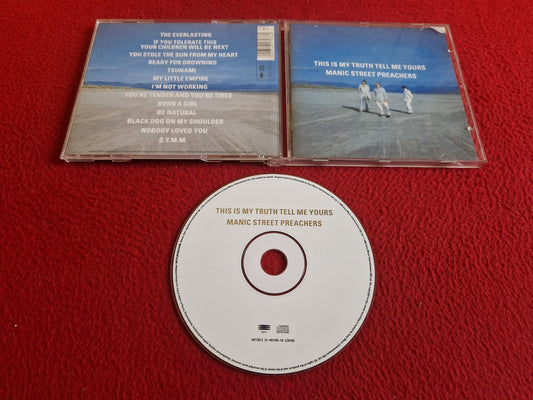 THE EVERLASTING
IF YOU TOLERATE THIS
YOUR CHILDREN WILL BE NEXT
YOU STOLE THE SUN FROM MY HEART
READY FOR DROWNING
TSUNAMI
MY LITTLE EMPIRE
I'M NOT WORKING
YOU'RE TENDER AND YOU'RE TIRED
BORN A GIRL
BE NATURAL
BLACK DOG ON MY SHOULDER
NOBODY LOVED YOU
S.Y.M.M.
THIS IS MY TRUTH TELL ME YOURS
MANIC STREET PREACHERS
THIS IS MY TRUTH TELL ME YOURS
MANIC STREET PREACHERS